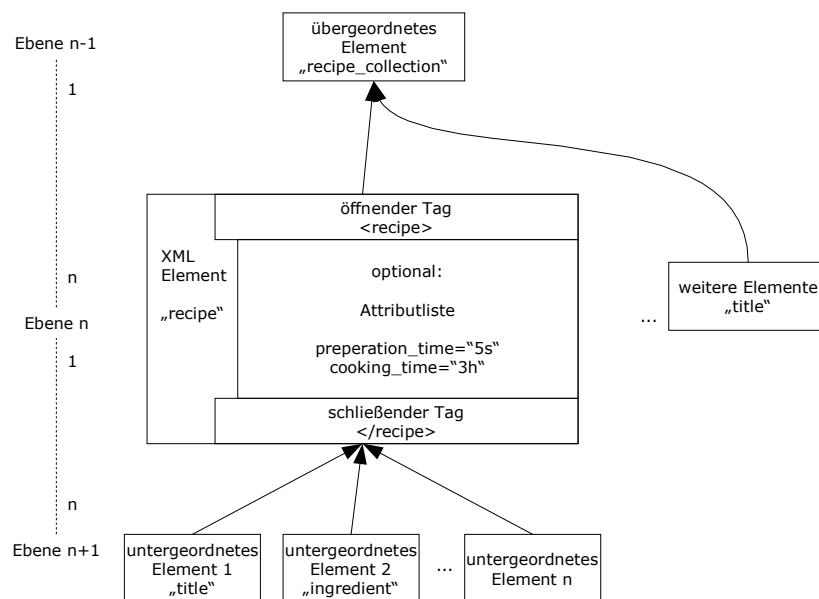 Ebene n-1
übergeordnetes
Element
„recipe_collection“
1
öffnender Tag
<recipe>
XML
Element
„recipe“
optional:
Attributliste
preperation_time=“5s“
cooking_time=“3h“
n
weitere Elemente
„title“
...
Ebene n
1
schließender Tag
</recipe>
n
Ebene n+1
untergeordnetes
Element 1
„title“
untergeordnetes
Element 2
„ingredient“
...
untergeordnetes
Element n